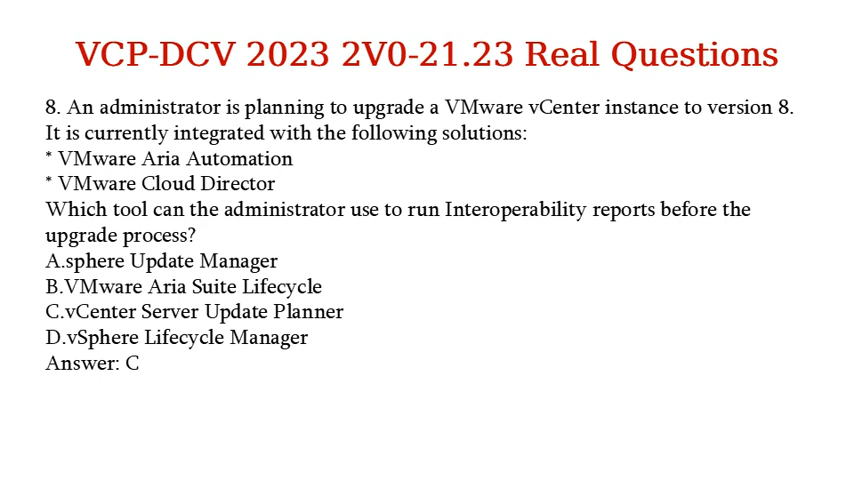 VCP-DCV 2023 2V0-21.23 Real Questions
8. An administrator is planning to upgrade a VMware vCenter instance to version 8.
It is currently integrated with the following solutions:
* VMware Aria Automation
* VMware Cloud Director
Which tool can the administrator use to run Interoperability reports before the
upgrade process?
A.sphere Update Manager
B.VMware Aria Suite Lifecycle
C.vCenter Server Update Planner
D.vSphere Lifecycle Manager
Answer: C